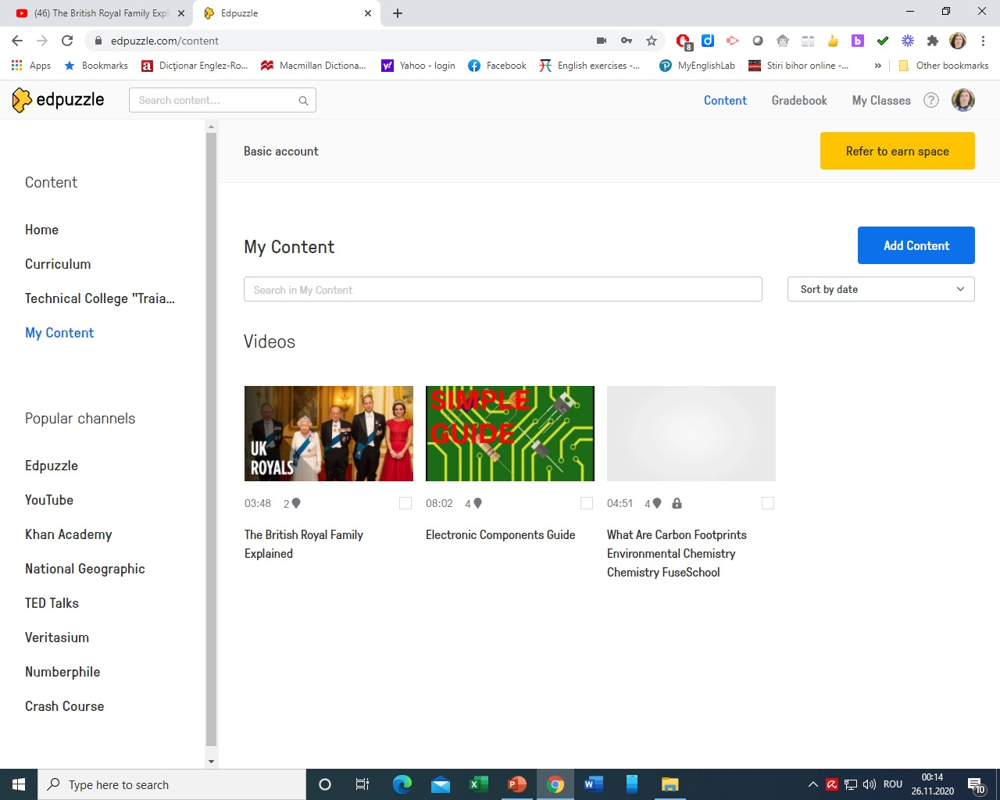 (46) The British Royal Family Expl
Edpuzzle
edpuzzle.com/content
8
Apps
Bookmarks
Dicționar Englez-Ro...
Macmillan Dictiona...
Yahoo - login
Facebook
English exercises -...
MyEnglishLab
Stiri bihor online -...
»
Other bookmarks
edpuzzle
Search content...
Content
Gradebook
My Classes
?
Basic account
Refer to earn space
Content
Home
Curriculum
Technical College "Traia...
My Content
Popular channels
Edpuzzle
YouTube
Khan Academy
National Geographic
TED Talks
Veritasium
Numberphile
Crash Course
My Content
Add Content
Search in My Content
Sort by date
Videos
UK
ROYALS
03:48 2
The British Royal Family
Explained
SIMPLE
GUIDE
08:02 4
Electronic Components Guide
04:51 4
What Are Carbon Footprints
Environmental Chemistry
Chemistry FuseSchool
Type here to search
ROU
00:14
26.11.2020
10